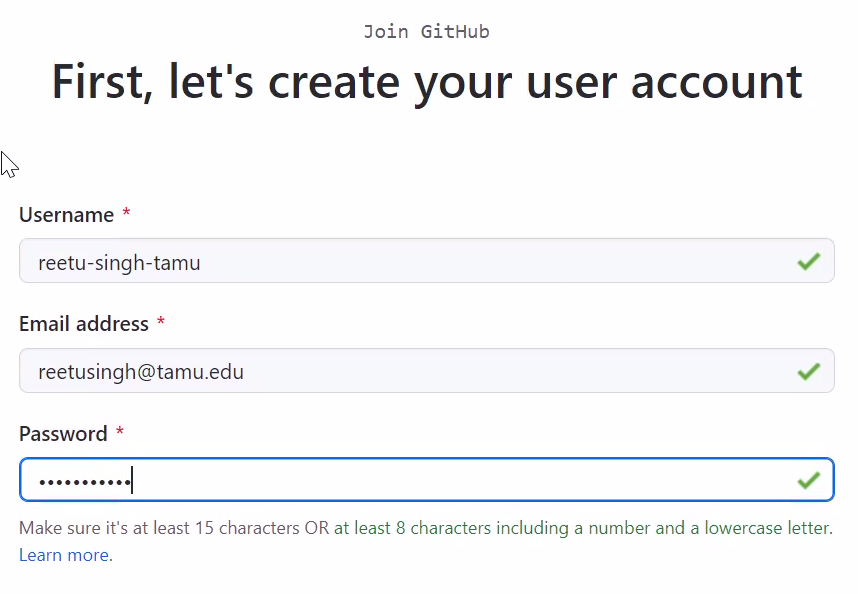 Join GitHub
First, let's create your user account
Username *
reetu-singh-tamu
Email address *
reetusingh@tamu.edu
Password *
•••••••••••
Make sure it's at least 15 characters OR at least 8 characters including a number and a lowercase letter.
Learn more.